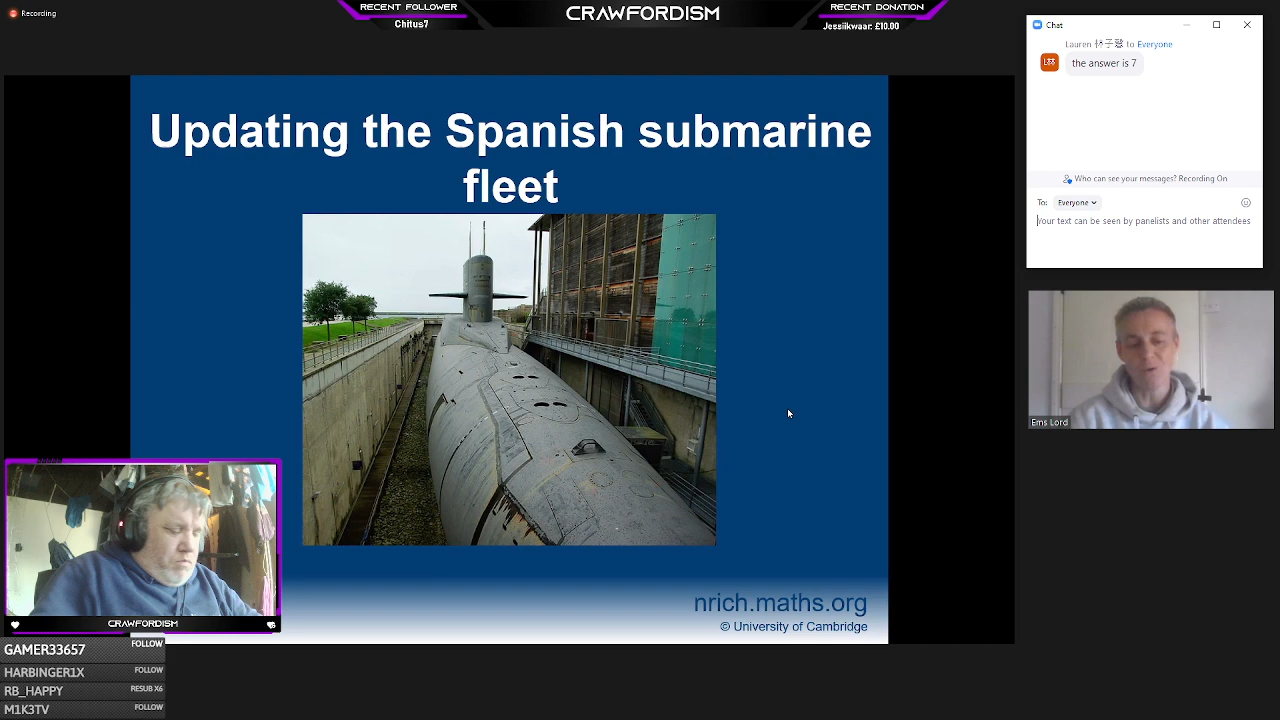 Recording
RECENT FOLLOWER
Chitus7
CRAWFORDISM
RECENT DONATION
Jessiikwaar: £10.00
Chat
Lauren to Everyone
the answer is 7
Who can see your messages? Recording On
To: Everyone
Your text can be seen by panelists and other attendees
Updating the Spanish submarine
fleet
nrich.maths.org
© University of Cambridge
Ems Lord
CRAWFORDISM
GAMER33657 FOLLOW
HARBINGER1X FOLLOW
RB_HAPPY RESUB X6
M1K3TV FOLLOW